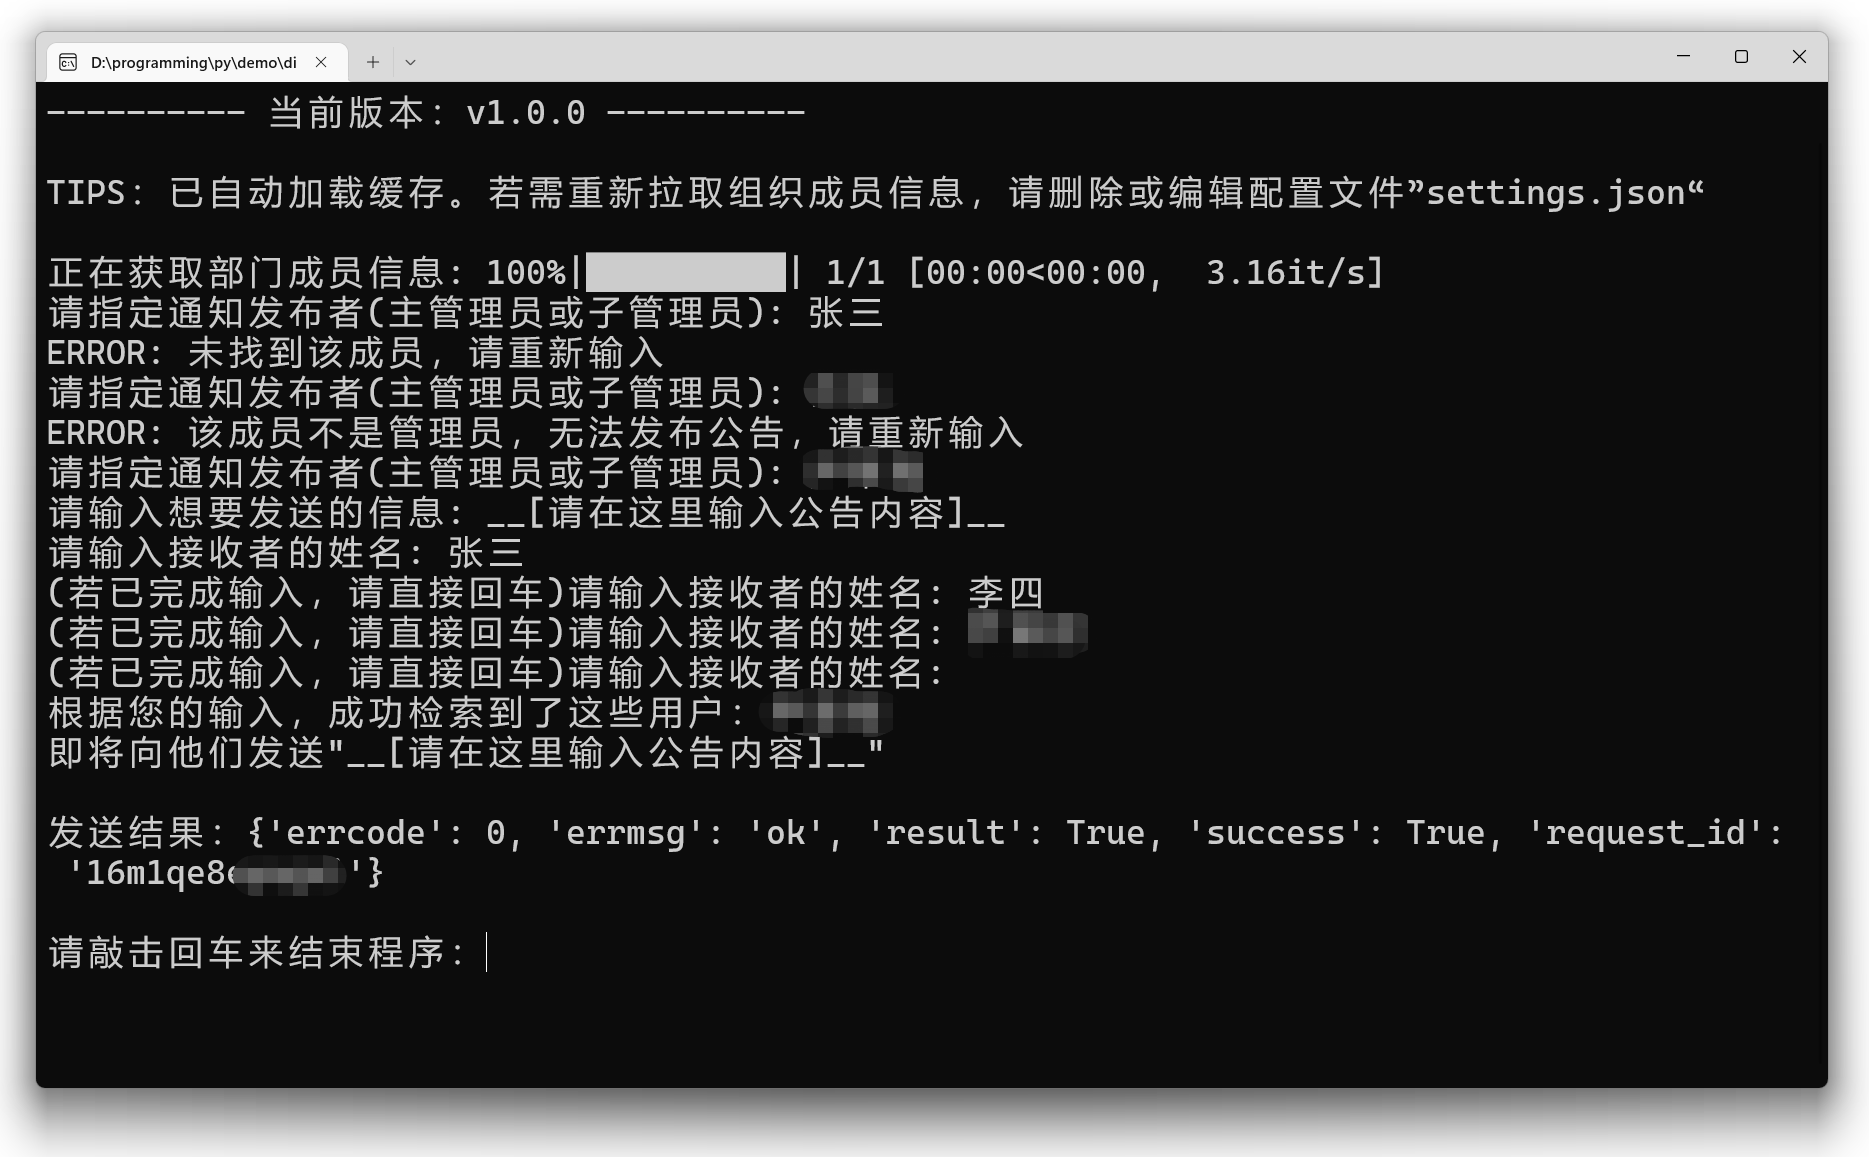 D:\programming\py\demo\di
---------- 当前版本: v1.0.0 ----------
TIPS: 已自动加载缓存。若需重新拉取组织成员信息, 请删除或编辑配置文件”settings.json“
正在获取部门成员信息: 100%|██████████| 1/1 [00:00<00:00,  3.16it/s]
请指定通知发布者(主管理员或子管理员): 张三
ERROR: 未找到该成员, 请重新输入
请指定通知发布者(主管理员或子管理员):
ERROR: 该成员不是管理员, 无法发布公告, 请重新输入
请指定通知发布者(主管理员或子管理员):
请输入想要发送的信息: __[请在这里输入公告内容]__
请输入接收者的姓名: 张三
(若已完成输入, 请直接回车)请输入接收者的姓名: 李四
(若已完成输入, 请直接回车)请输入接收者的姓名:
(若已完成输入, 请直接回车)请输入接收者的姓名:
根据您的输入, 成功检索到了这些用户:
即将向他们发送"__[请在这里输入公告内容]__"
发送结果: {'errcode': 0, 'errmsg': 'ok', 'result': True, 'success': True, 'request_id':
'16m1qe8e'}
请敲击回车来结束程序: